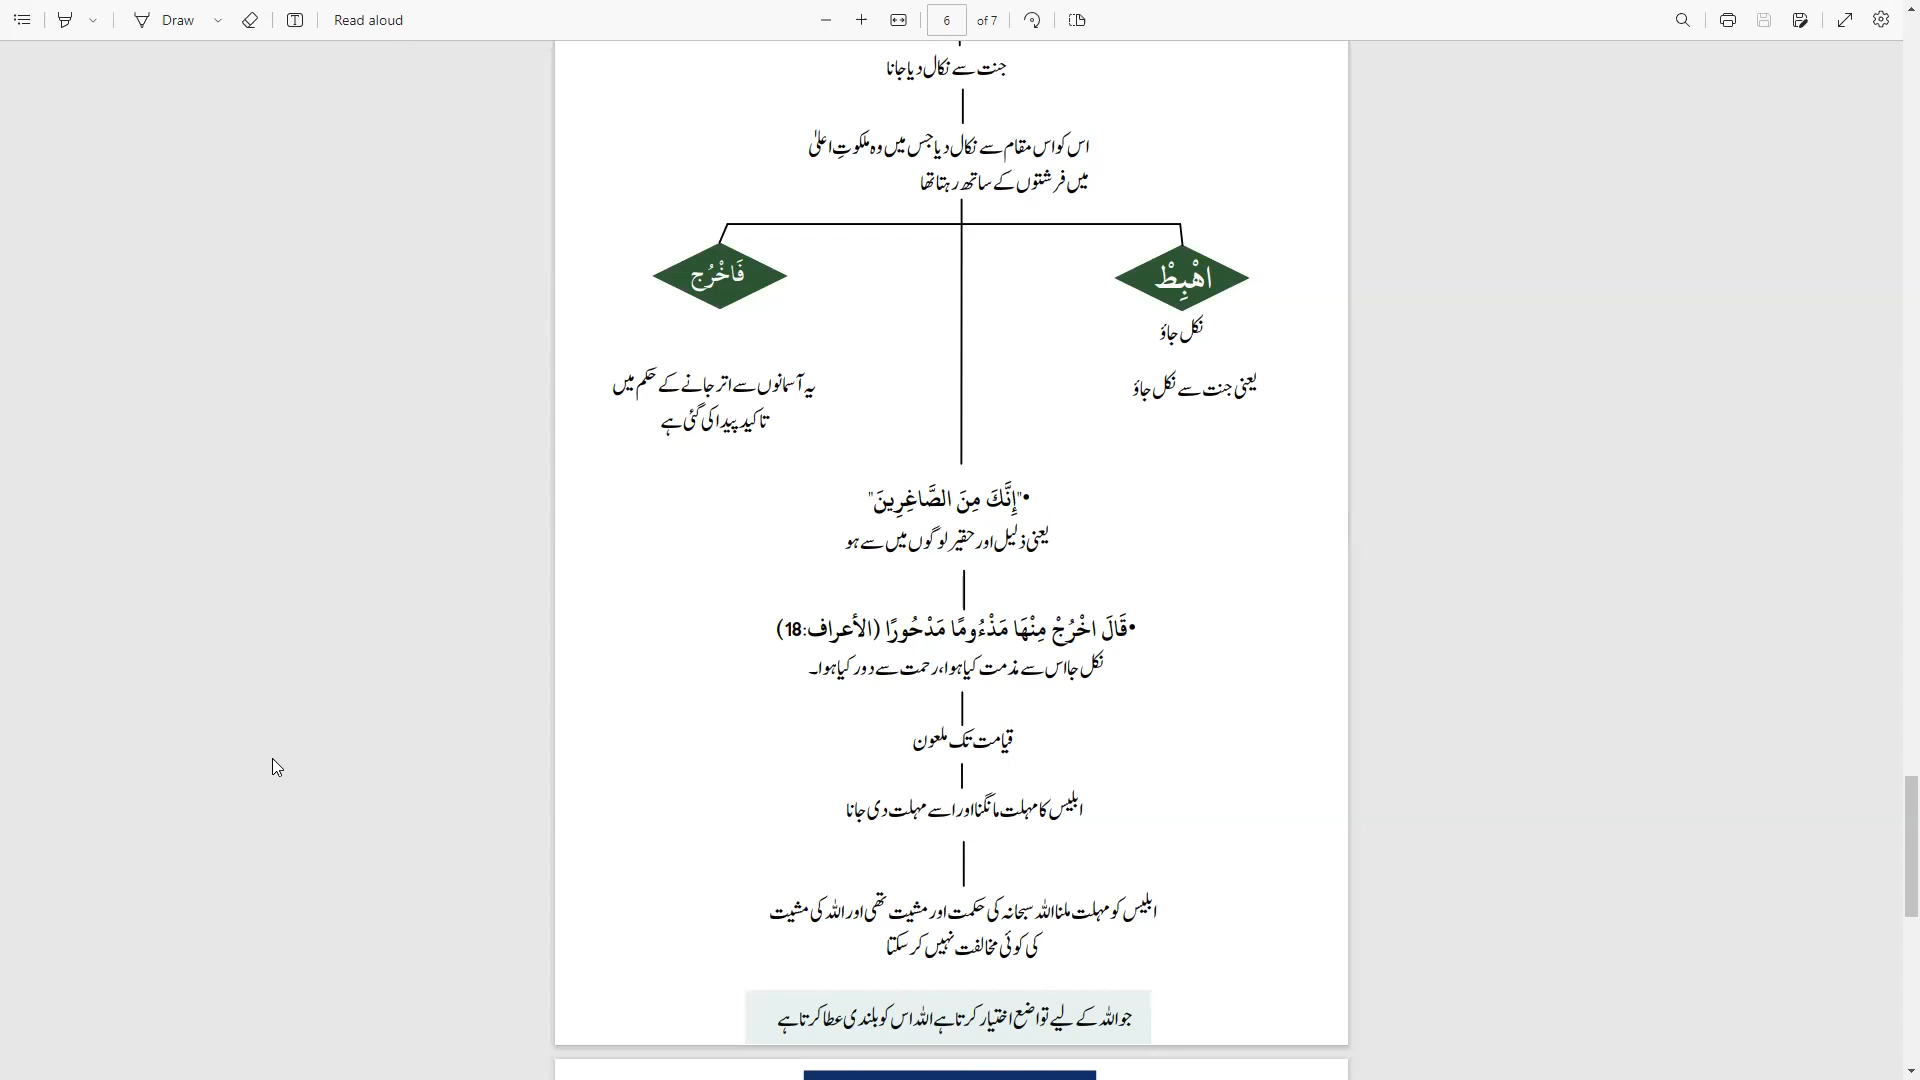 Draw
Read aloud
6
of 7
جنت سے نکال دیا جانا
اس کو اس مقام سے نکال دیا جس میں وہ ملکوتِ اعلیٰ
میں فرشتوں کے ساتھ رہتا تھا
اهْبِطْ
فَاخْرُج
نکل جاؤ
یعنی جنت سے نکل جاؤ
یہ آسمانوں سے اتر جانے کے حکم میں
تاکید پیدا کی گئی ہے
•"إِنَّكَ مِنَ الصَّاغِرِينَ"
یعنی ذلیل اور حقیر لوگوں میں سے ہو
•قَالَ اخْرُجْ مِنْهَا مَذْءُومًا مَدْحُورًا (الأعراف:18)
نکل جا اس سے مذمت کیا ہوا، رحمت سے دور کیا ہوا۔
قیامت تک ملعون
ابلیس کا مہلت مانگنا اور اسے مہلت دی جانا
ابلیس کو مہلت ملنا اللہ سبحانہ کی حکمت اور مشیت تھی اور اللہ کی مشیت
کی کوئی مخالفت نہیں کر سکتا
جو اللہ کے لیے تواضع اختیار کرتا ہے اللہ اس کو بلندی عطا کرتا ہے